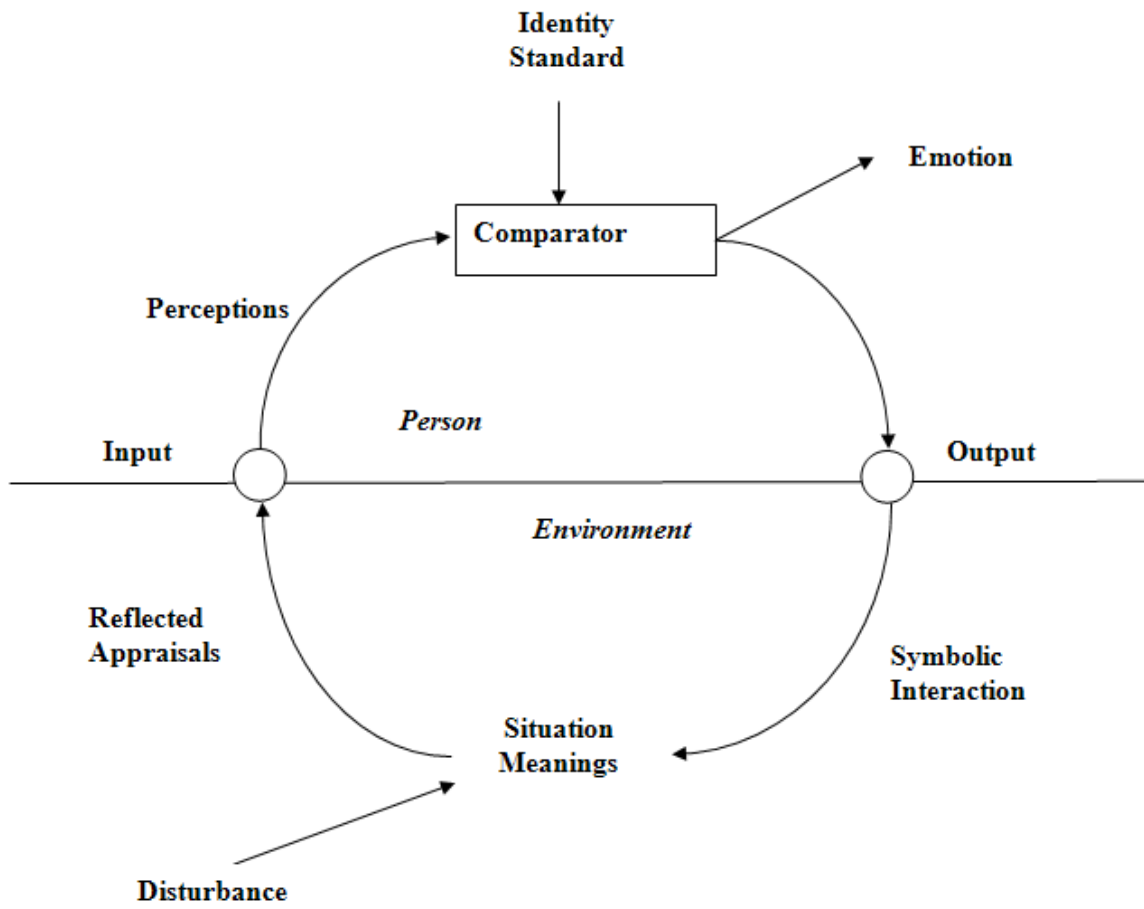 Identity
Standard
Emotion
Comparator
Perceptions
Person
Input
Output
Environment
Reflected
Appraisals
Symbolic
Interaction
Situation
Meanings
Disturbance